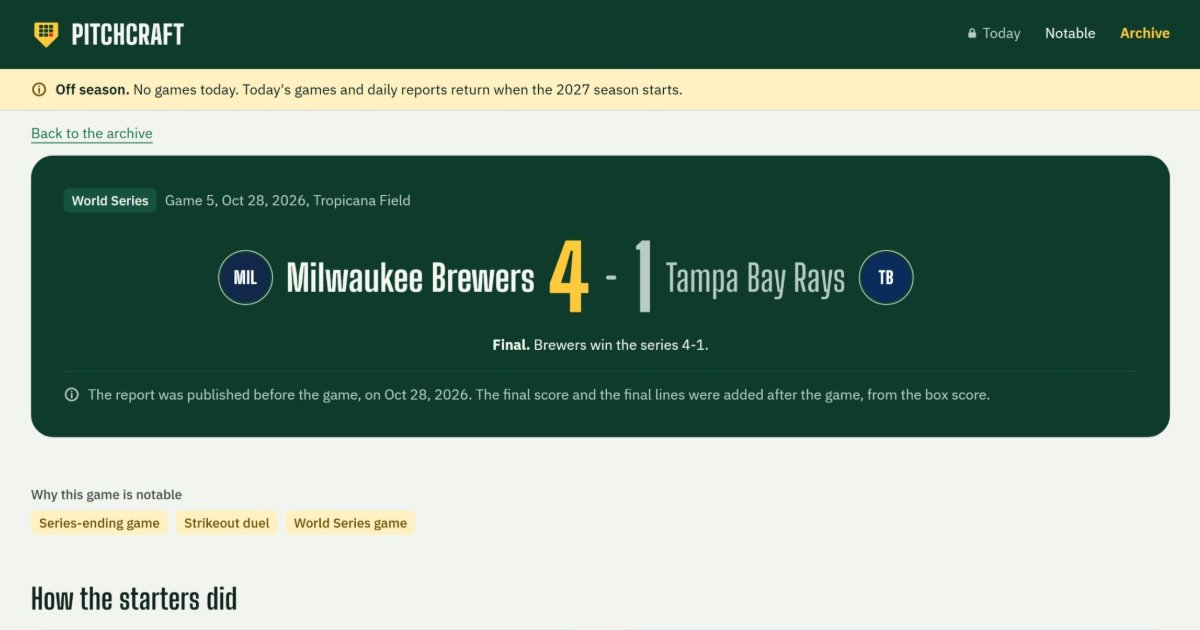 PITCHCRAFT
Today Notable Archive
Off season. No games today. Today's games and daily reports return when the 2027 season starts.
Back to the archive
World Series Game 5, Oct 28, 2026, Tropicana Field
MIL Milwaukee Brewers 4 - 1 Tampa Bay Rays TB
Final. Brewers win the series 4-1.
The report was published before the game, on Oct 28, 2026. The final score and the final lines were added after the game, from the box score.
Why this game is notable
Series-ending game Strikeout duel World Series game
How the starters did